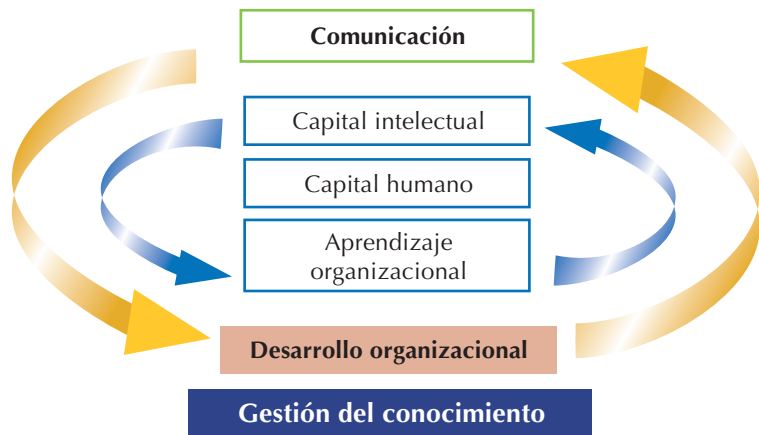 Comunicación
Capital intelectual
Capital humano
Aprendizaje
organizacional
Desarrollo organizacional
Gestión del conocimiento